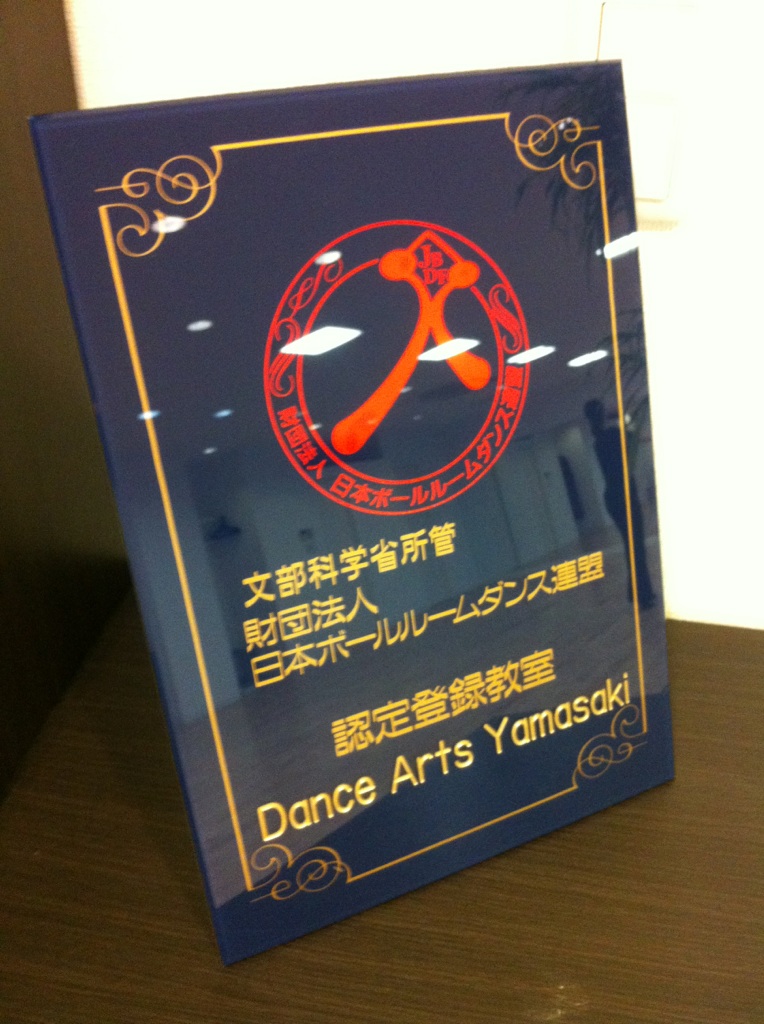 JB
DF
財団法人 日本ボールルームダンス連盟
文部科学省所管
財団法人
日本ボールルームダンス連盟
認定登録教室
Dance Arts Yamasaki